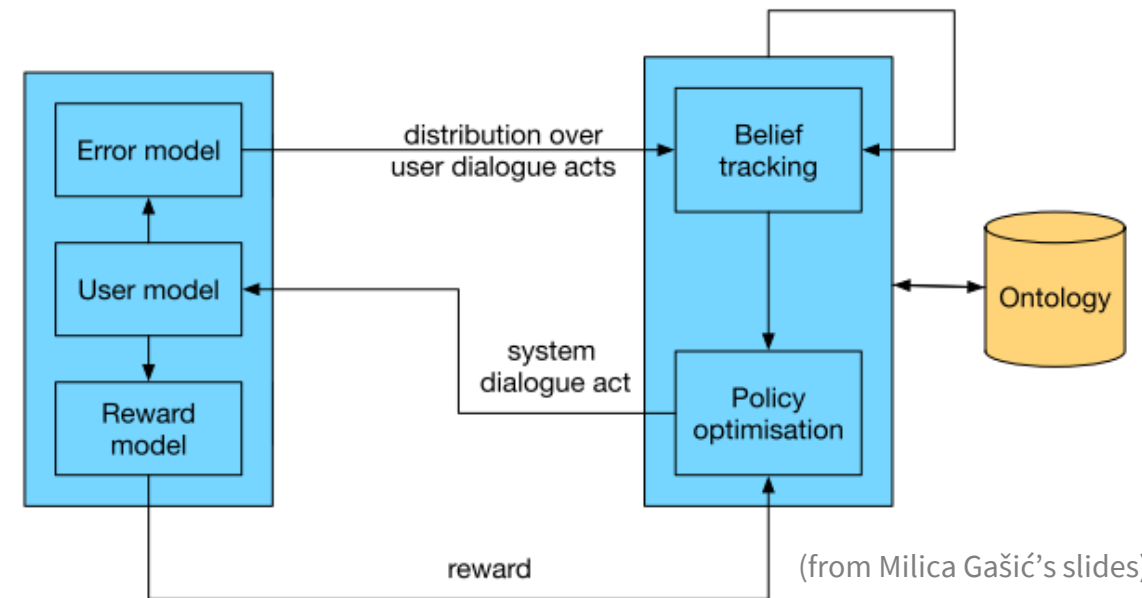 Error model
User model
Reward
model
distribution over
user dialogue acts
system
dialogue act
reward
Belief
tracking
Policy
optimisation
Ontology
(from Milica Gašić’s slides)